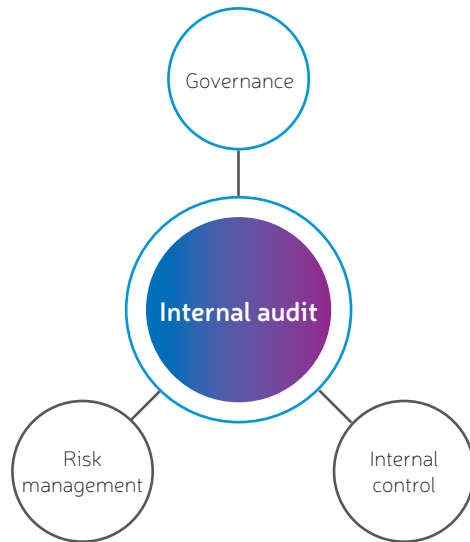 Governance
Internal audit
Risk
management
Internal
control